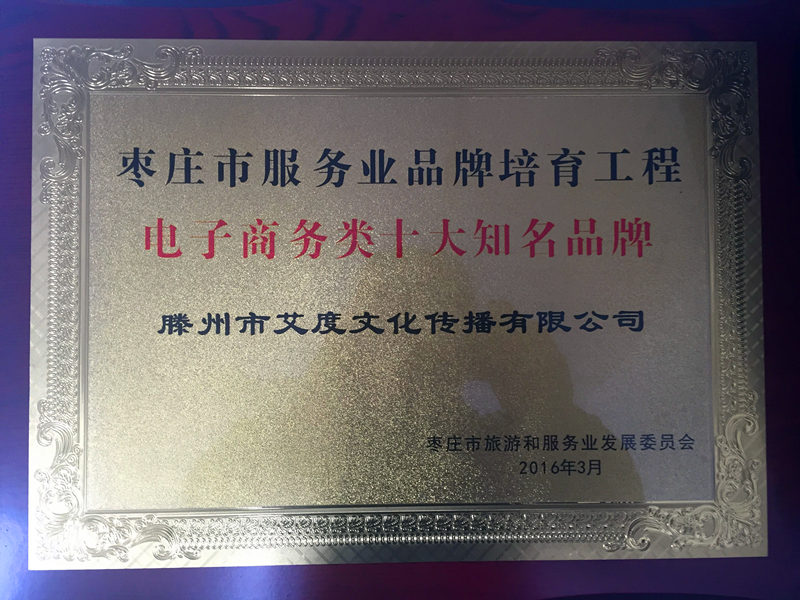 枣庄市服务业品牌培育工程
电子商务类十大知名品牌
滕州市艾度文化传播有限公司
枣庄市旅游和服务业发展委员会
2016年3月